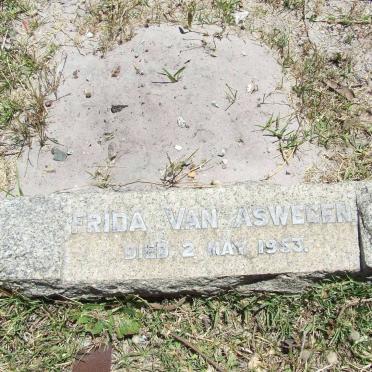 FRIDA VAN ASWEGEN
DIED 2 MAY 1953.